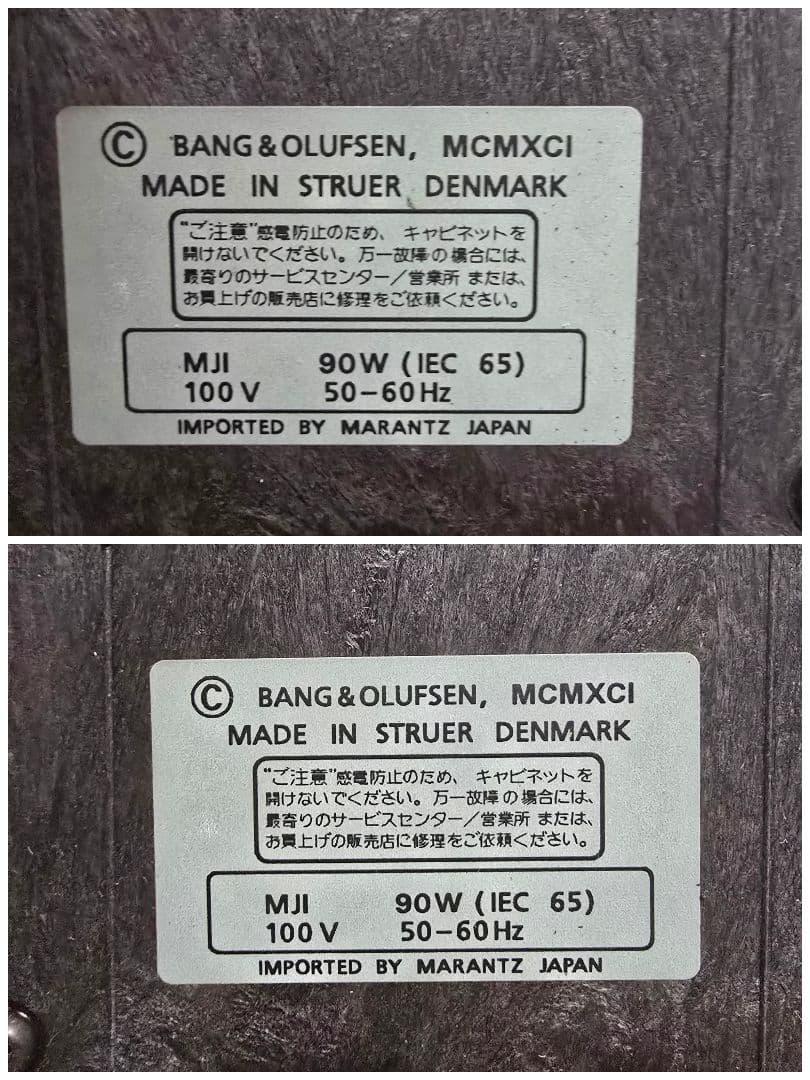 © BANG & OLUFSEN, MCMXCI
MADE IN STRUER DENMARK
"ご注意"感電防止のため、キャビネットを
開けないでください。万一故障の場合には、
最寄りのサービスセンター／営業所 または、
お買上げの販売店に修理をご依頼ください。
MJI 90W (IEC 65)
100V 50-60Hz
IMPORTED BY MARANTZ JAPAN
© BANG & OLUFSEN, MCMXCI
MADE IN STRUER DENMARK
"ご注意"感電防止のため、キャビネットを
開けないでください。万一故障の場合には、
最寄りのサービスセンター／営業所 または、
お買上げの販売店に修理をご依頼ください。
MJI 90W (IEC 65)
100V 50-60Hz
IMPORTED BY MARANTZ JAPAN